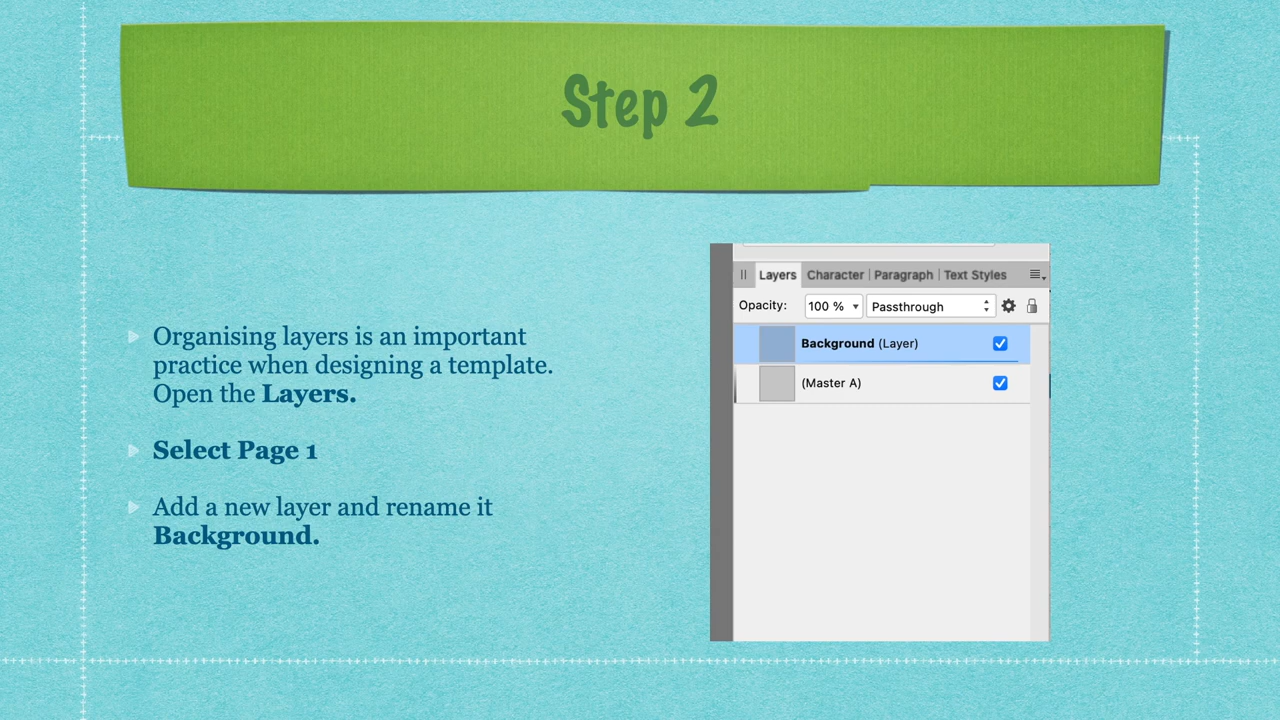 Step 2
Organising layers is an important
practice when designing a template.
Open the Layers.
Select Page 1
Add a new layer and rename it
Background.
Layers Character Paragraph Text Styles
Opacity: 100 % Passthrough
Background (Layer)
(Master A)